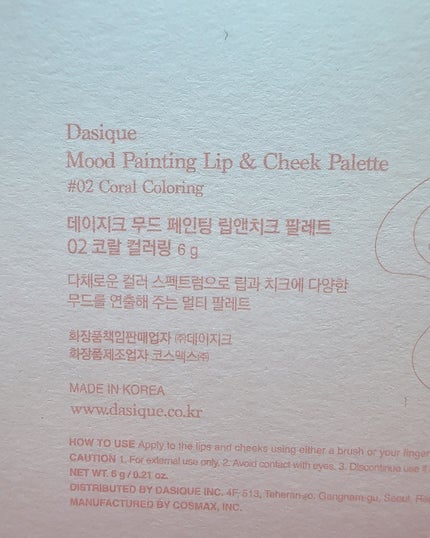 Dasique
Mood Painting Lip & Cheek Palette
#02 Coral Coloring
데이지크 무드 페인팅 립앤치크 팔레트
02 코랄 컬러링 6 g
다채로운 컬러 스펙트럼으로 립과 치크에 다양한
무드를 연출해 주는 멀티 팔레트
화장품책임판매업자 ㈜데이지크
화장품제조업자 코스멕스㈜
MADE IN KOREA
www.dasique.co.kr
HOW TO USE Apply to the lips and cheeks using either a brush or your finger
CAUTION 1. For external use only. 2. Avoid contact with eyes. 3. Discontinue use if
NET WT. 6 g / 0.21 oz.
DISTRIBUTED BY DASIQUE INC. 4F, 513, Teheran-ro, Gangnam-gu, Seoul,
MANUFACTURED BY COSMAX, INC.